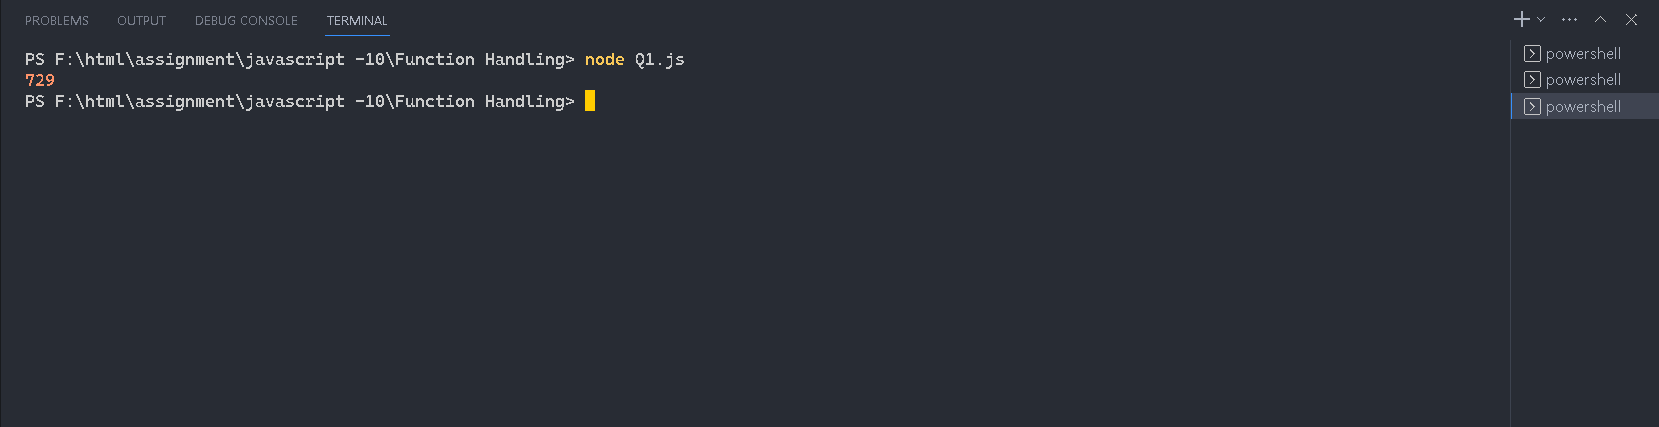 PROBLEMS OUTPUT DEBUG CONSOLE TERMINAL
PS F:\html\assignment\javascript -10\Function Handling> node Q1.js
729
PS F:\html\assignment\javascript -10\Function Handling>
powershell
powershell
powershell